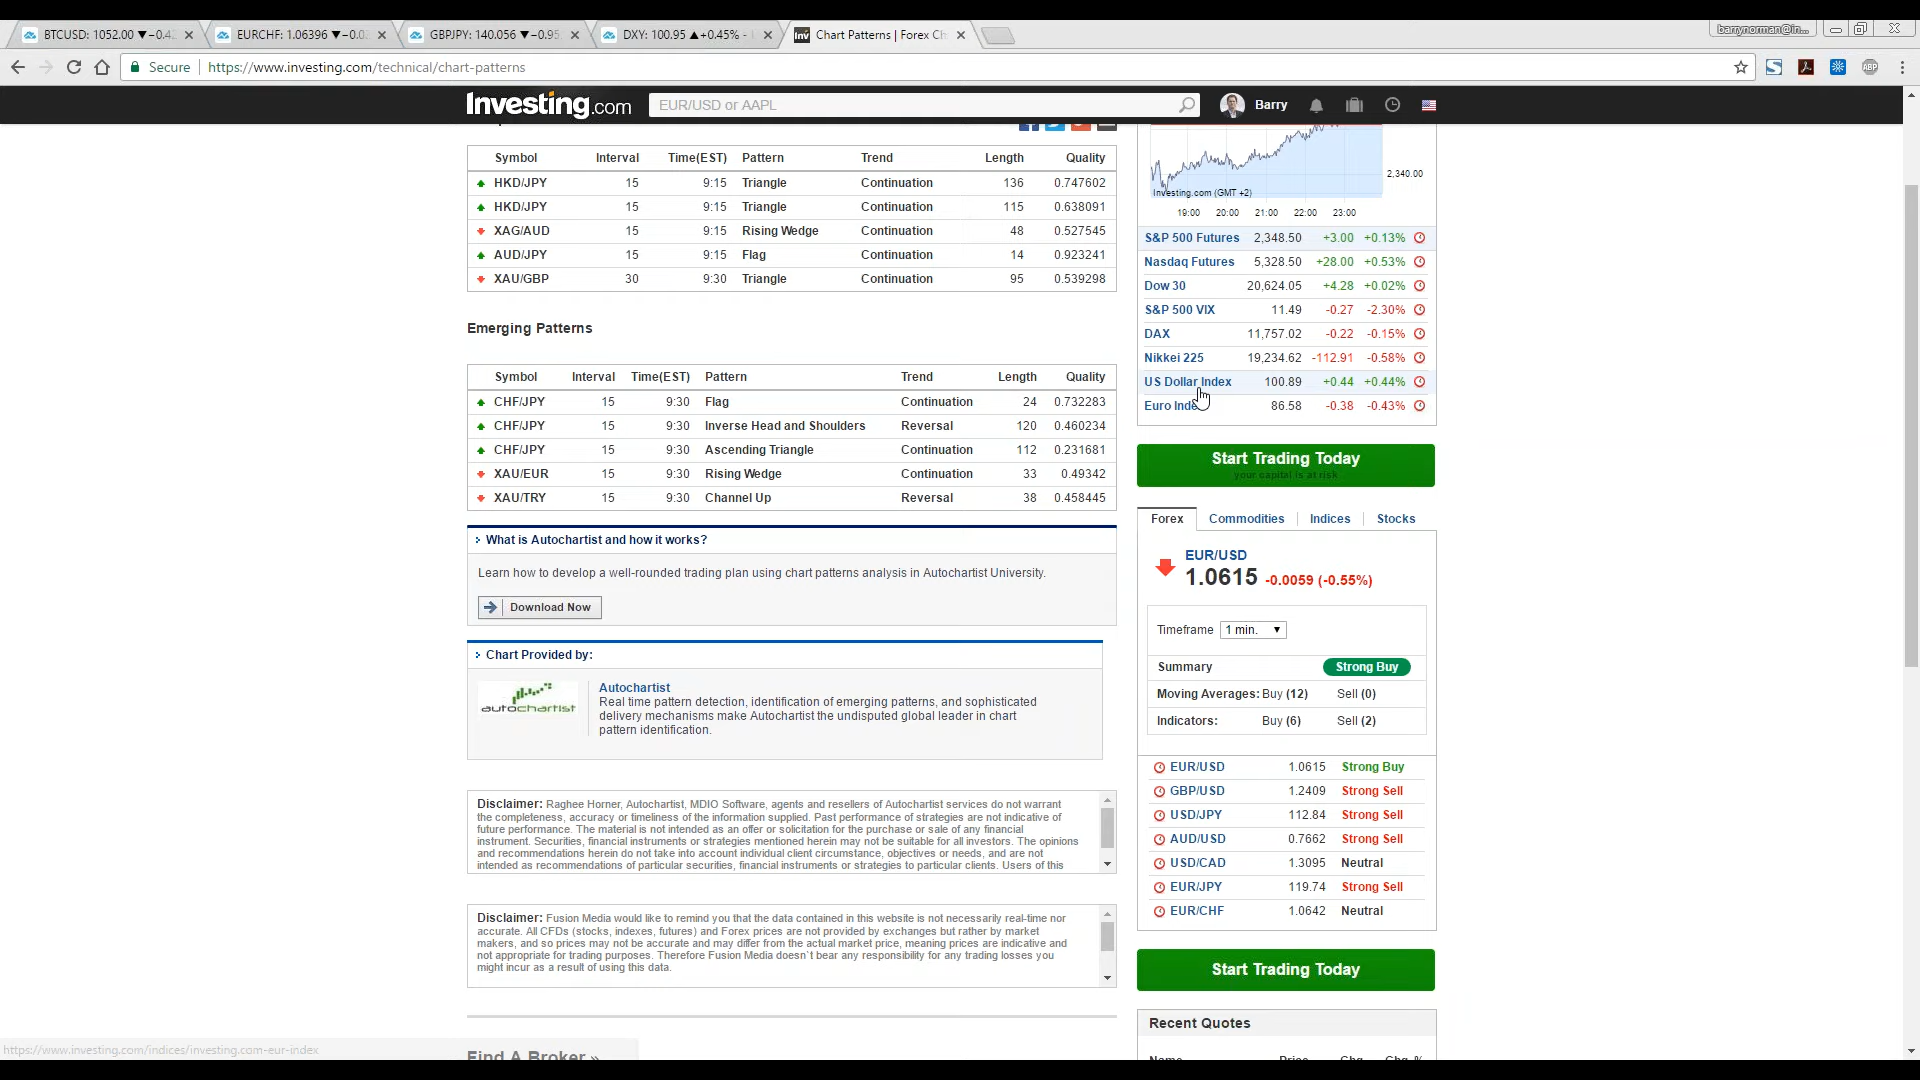 BTCUSD: 1052.00 ▼−0.4
EURCHF: 1.06396 ▼−0.0
GBPJPY: 140.056 ▼−0.95
DXY: 100.95 ▲+0.45% -
Chart Patterns | Forex Ch
barrynorman@in...
Secure
https://www.investing.com/technical/chart-patterns
ABP
Investing.com
EUR/USD or AAPL
Barry
Symbol Interval Time(EST) Pattern Trend Length Quality
HKD/JPY 15 9:15 Triangle Continuation 136 0.747602
HKD/JPY 15 9:15 Triangle Continuation 115 0.638091
XAG/AUD 15 9:15 Rising Wedge Continuation 48 0.527545
AUD/JPY 15 9:15 Flag Continuation 14 0.923241
XAU/GBP 30 9:30 Triangle Continuation 95 0.539298
Emerging Patterns
Symbol Interval Time(EST) Pattern Trend Length Quality
CHF/JPY 15 9:30 Flag Continuation 24 0.732283
CHF/JPY 15 9:30 Inverse Head and Shoulders Reversal 120 0.460234
CHF/JPY 15 9:30 Ascending Triangle Continuation 112 0.231681
XAU/EUR 15 9:30 Rising Wedge Continuation 33 0.49342
XAU/TRY 15 9:30 Channel Up Reversal 38 0.458445
What is Autochartist and how it works?
Learn how to develop a well-rounded trading plan using chart patterns analysis in Autochartist University.
Download Now
Chart Provided by:
autochartist
Autochartist
Real time pattern detection, identification of emerging patterns, and sophisticated
delivery mechanisms make Autochartist the undisputed global leader in chart
pattern identification.
Disclaimer: Raghee Horner, Autochartist, MDIO Software, agents and resellers of Autochartist services do not warrant
the completeness, accuracy or timeliness of the information supplied. Past performance of strategies are not indicative of
future performance. The material is not intended as an offer or solicitation for the purchase or sale of any financial
instrument. Securities, financial instruments or strategies mentioned herein may not be suitable for all investors. The opinions
and recommendations herein do not take into account individual client circumstance, objectives or needs, and are not
intended as recommendations of particular securities, financial instruments or strategies to particular clients. Users of this
Disclaimer: Fusion Media would like to remind you that the data contained in this website is not necessarily real-time nor
accurate. All CFDs (stocks, indexes, futures) and Forex prices are not provided by exchanges but rather by market
makers, and so prices may not be accurate and may differ from the actual market price, meaning prices are indicative and
not appropriate for trading purposes. Therefore Fusion Media doesn`t bear any responsibility for any trading losses you
might incur as a result of using this data.
Find A Broker »
2,340.00
Investing.com (GMT +2)
19:00 20:00 21:00 22:00 23:00
S&P 500 Futures 2,348.50 +3.00 +0.13%
Nasdaq Futures 5,328.50 +28.00 +0.53%
Dow 30 20,624.05 +4.28 +0.02%
S&P 500 VIX 11.49 -0.27 -2.30%
DAX 11,757.02 -0.22 -0.15%
Nikkei 225 19,234.62 -112.91 -0.58%
US Dollar Index 100.89 +0.44 +0.44%
Euro Inde 86.58 -0.38 -0.43%
Start Trading Today
your capital is at risk
Forex Commodities Indices Stocks
EUR/USD
1.0615 -0.0059 (-0.55%)
Timeframe 1 min.
Summary Strong Buy
Moving Averages: Buy (12) Sell (0)
Indicators: Buy (6) Sell (2)
EUR/USD 1.0615 Strong Buy
GBP/USD 1.2409 Strong Sell
USD/JPY 112.84 Strong Sell
AUD/USD 0.7662 Strong Sell
USD/CAD 1.3095 Neutral
EUR/JPY 119.74 Strong Sell
EUR/CHF 1.0642 Neutral
Start Trading Today
Recent Quotes
Name Price Chg. Chg. %
https://www.investing.com/indices/investing.com-eur-index